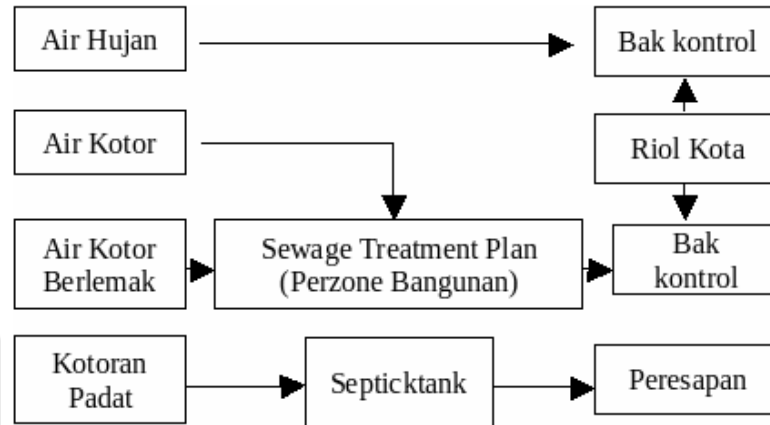 Air Hujan
Bak kontrol
Air Kotor
Riol Kota
Air Kotor
Berlemak
Sewage Treatment Plan
(Perzone Bangunan)
Bak
kontrol
Kotoran
Padat
Septicktank
Peresapan